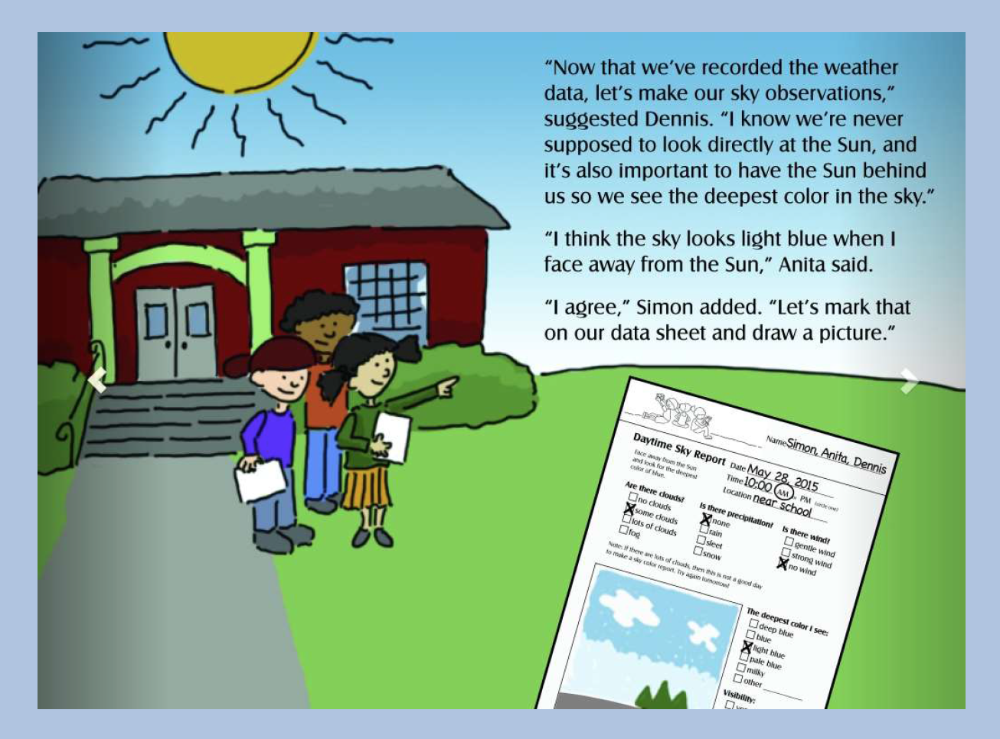 “Now that we’ve recorded the weather
data, let’s make our sky observations,”
suggested Dennis. “I know we’re never
supposed to look directly at the Sun, and
it’s also important to have the Sun behind
us so we see the deepest color in the sky.”
“I think the sky looks light blue when I
face away from the Sun,” Anita said.
“I agree,” Simon added. “Let’s mark that
on our data sheet and draw a picture.”
Name Simon, Anita, Dennis
Daytime Sky Report
Face away from the Sun
and look for the deepest
color of blue.
Date May 28, 2015
Time 10:00 AM or PM (circle one)
Location near school
Are there clouds?
no clouds
some clouds
lots of clouds
fog
Is there precipitation?
none
rain
sleet
snow
Is there wind?
gentle wind
strong wind
no wind
Note: If there are lots of clouds, then this is not a good day
to make a sky color report. Try again tomorrow!
The deepest color I see:
deep blue
blue
light blue
pale blue
milky
other
Visibility: